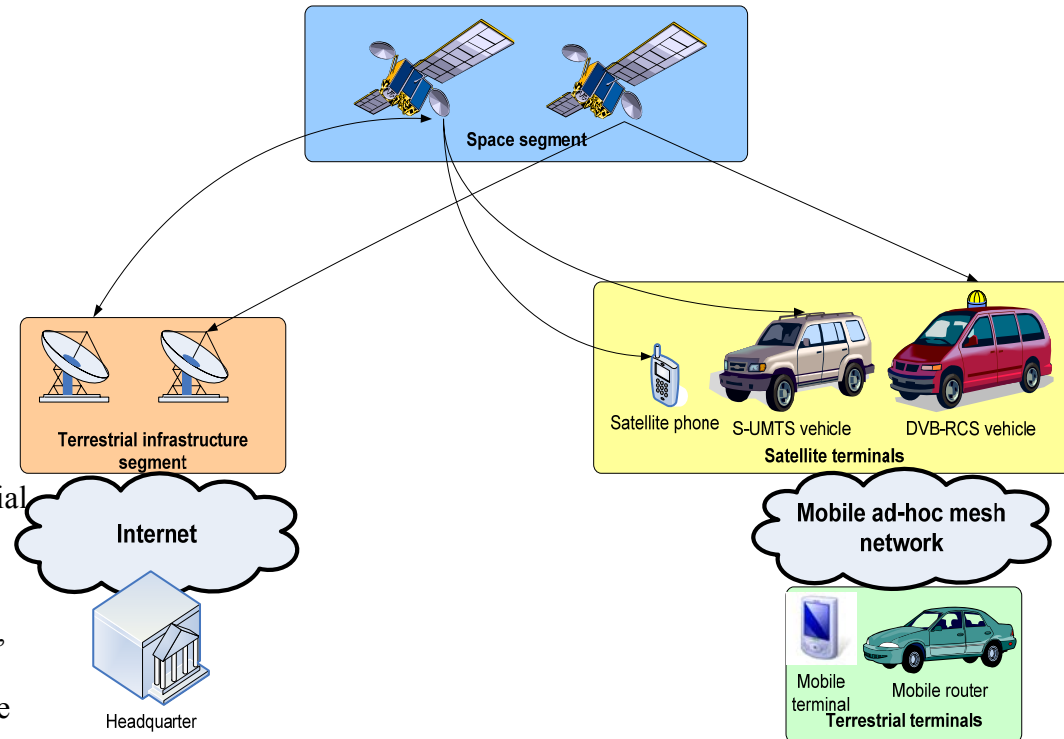 Space segment
Terrestrial infrastructure
segment
Satellite phone
S-UMTS vehicle
DVB-RCS vehicle
Satellite terminals
ial
Internet
Mobile ad-hoc mesh
network
,
e
Headquarter
Mobile
terminal
Mobile router
Terrestrial terminals